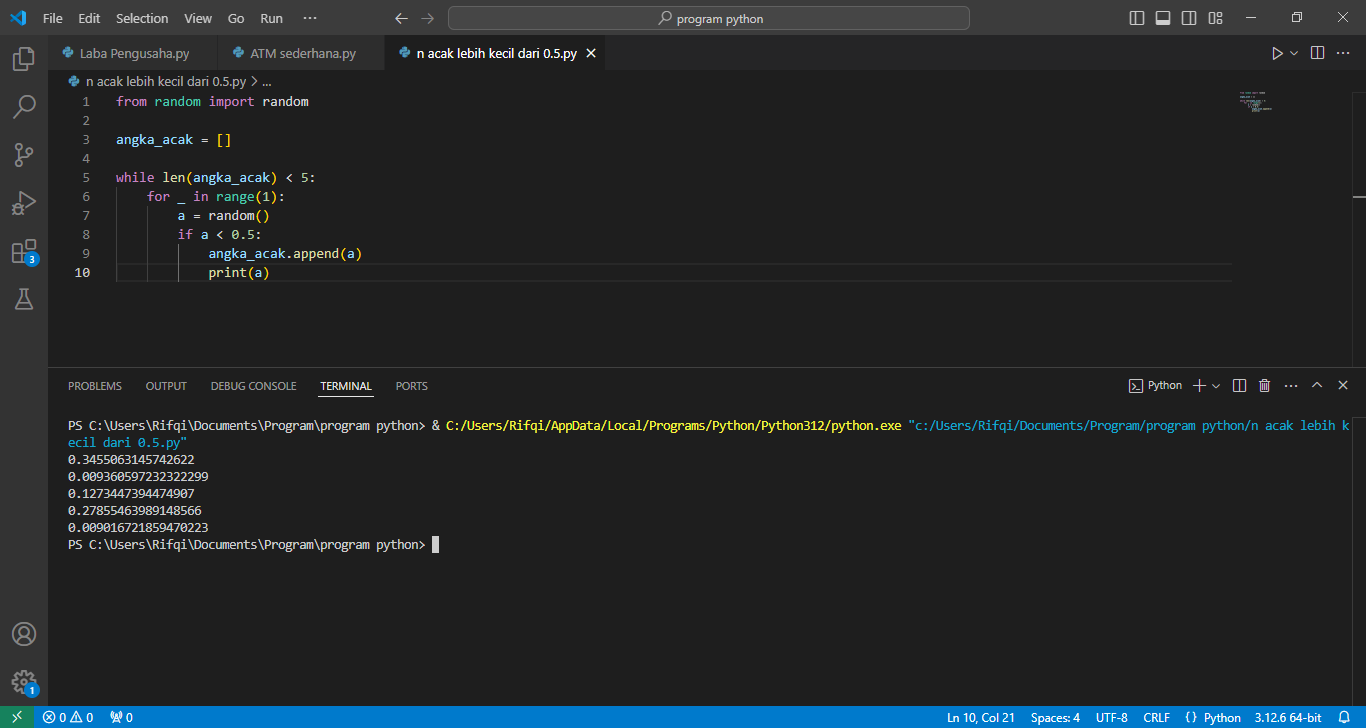 File Edit Selection View Go Run ··· program python
Laba Pengusaha.py ATM sederhana.py n acak lebih kecil dari 0.5.py
n acak lebih kecil dari 0.5.py > ...
1 from random import random
2
3 angka_acak = []
4
5 while len(angka_acak) < 5:
6 for _ in range(1):
7 a = random()
8 if a < 0.5:
9 angka_acak.append(a)
10 print(a)
3
PROBLEMS OUTPUT DEBUG CONSOLE TERMINAL PORTS Python
PS C:\Users\Rifqi\Documents\Program\program python> & C:/Users/Rifqi/AppData/Local/Programs/Python/Python312/python.exe "c:/Users/Rifqi/Documents/Program/program python/n acak lebih k
ecil dari 0.5.py"
0.3455063145742622
0.009360597232322299
0.1273447394474907
0.27855463989148566
0.009016721859470223
PS C:\Users\Rifqi\Documents\Program\program python>
1
0 0 0 Ln 10, Col 21 Spaces: 4 UTF-8 CRLF {} Python 3.12.6 64-bit